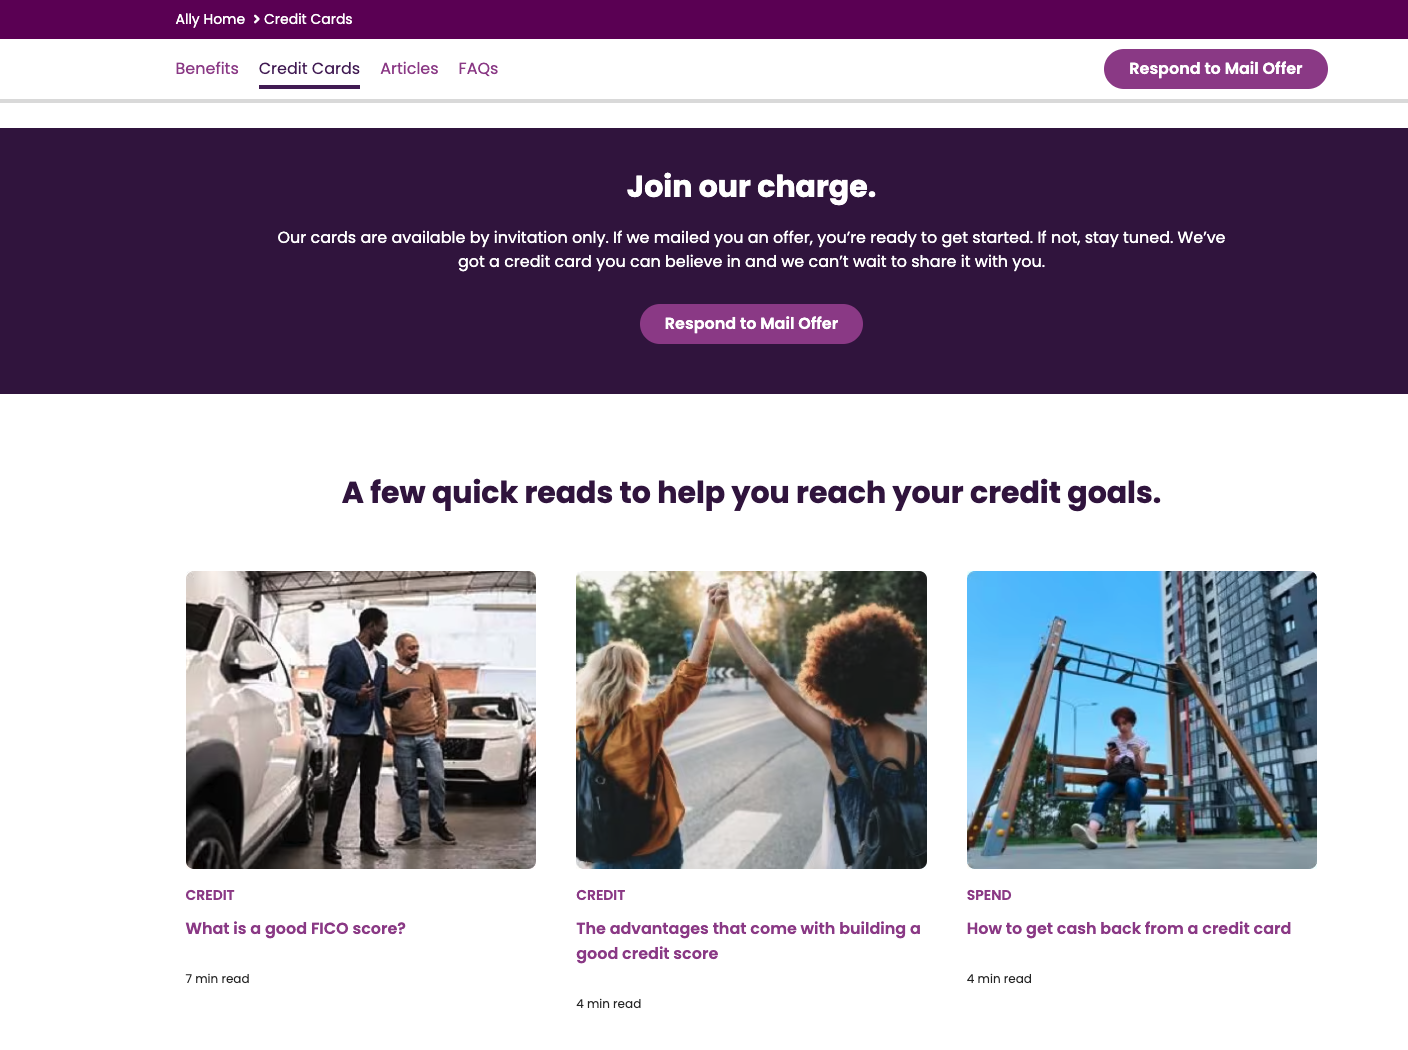 Ally Home > Credit Cards
Benefits Credit Cards Articles FAQs Respond to Mail Offer
Join our charge.
Our cards are available by invitation only. If we mailed you an offer, you’re ready to get started. If not, stay tuned. We’ve
got a credit card you can believe in and we can’t wait to share it with you.
Respond to Mail Offer
A few quick reads to help you reach your credit goals.
CREDIT
What is a good FICO score?
7 min read
CREDIT
The advantages that come with building a
good credit score
4 min read
SPEND
How to get cash back from a credit card
4 min read